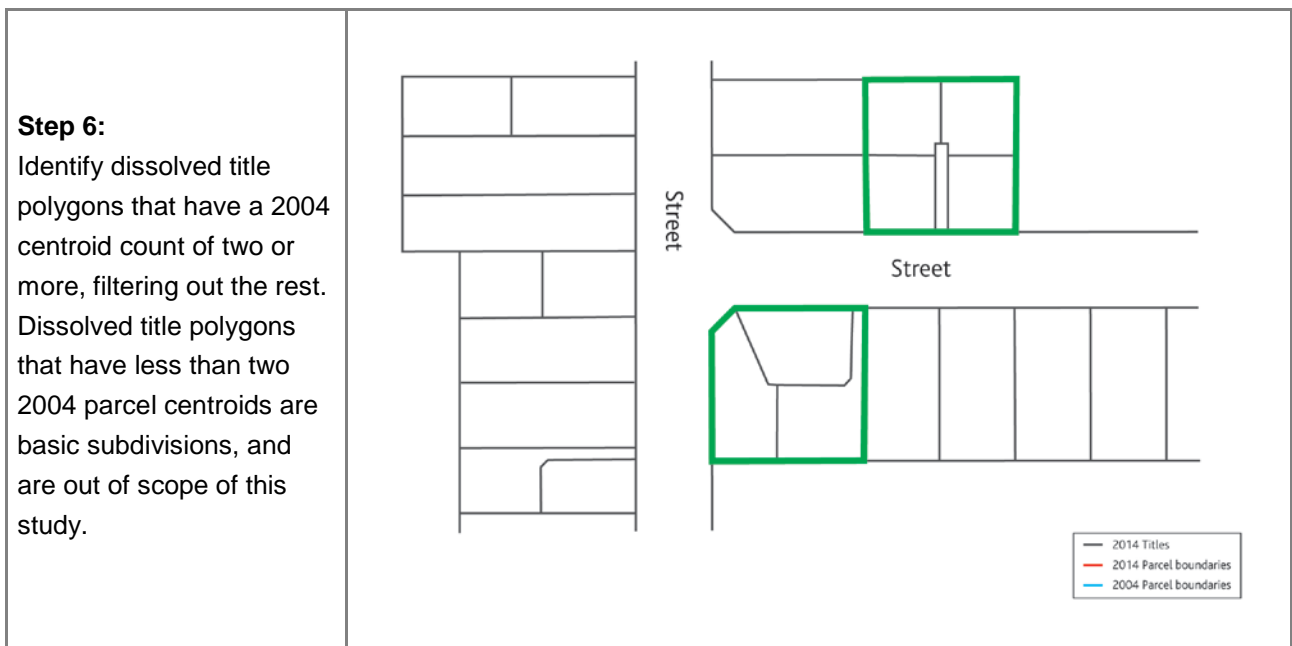 Step 6:
Identify dissolved title
polygons that have a 2004
centroid count of two or
more, filtering out the rest.
Dissolved title polygons
that have less than two
2004 parcel centroids are
basic subdivisions, and
are out of scope of this
study.
Street
Street
2014 Titles
2014 Parcel boundaries
2004 Parcel boundaries